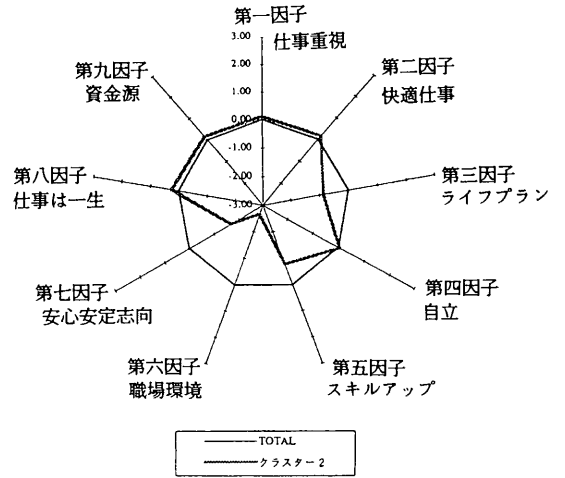 第一因子
仕事重視
第二因子
快適仕事
第三因子
ライフプラン
第四因子
自立
第五因子
スキルアップ
第六因子
職場環境
第七因子
安心安定志向
第八因子
仕事は一生
第九因子
資金源
3.00
2.00
1.00
0.00
-1.00
-2.00
-3.00
TOTAL
クラスター2